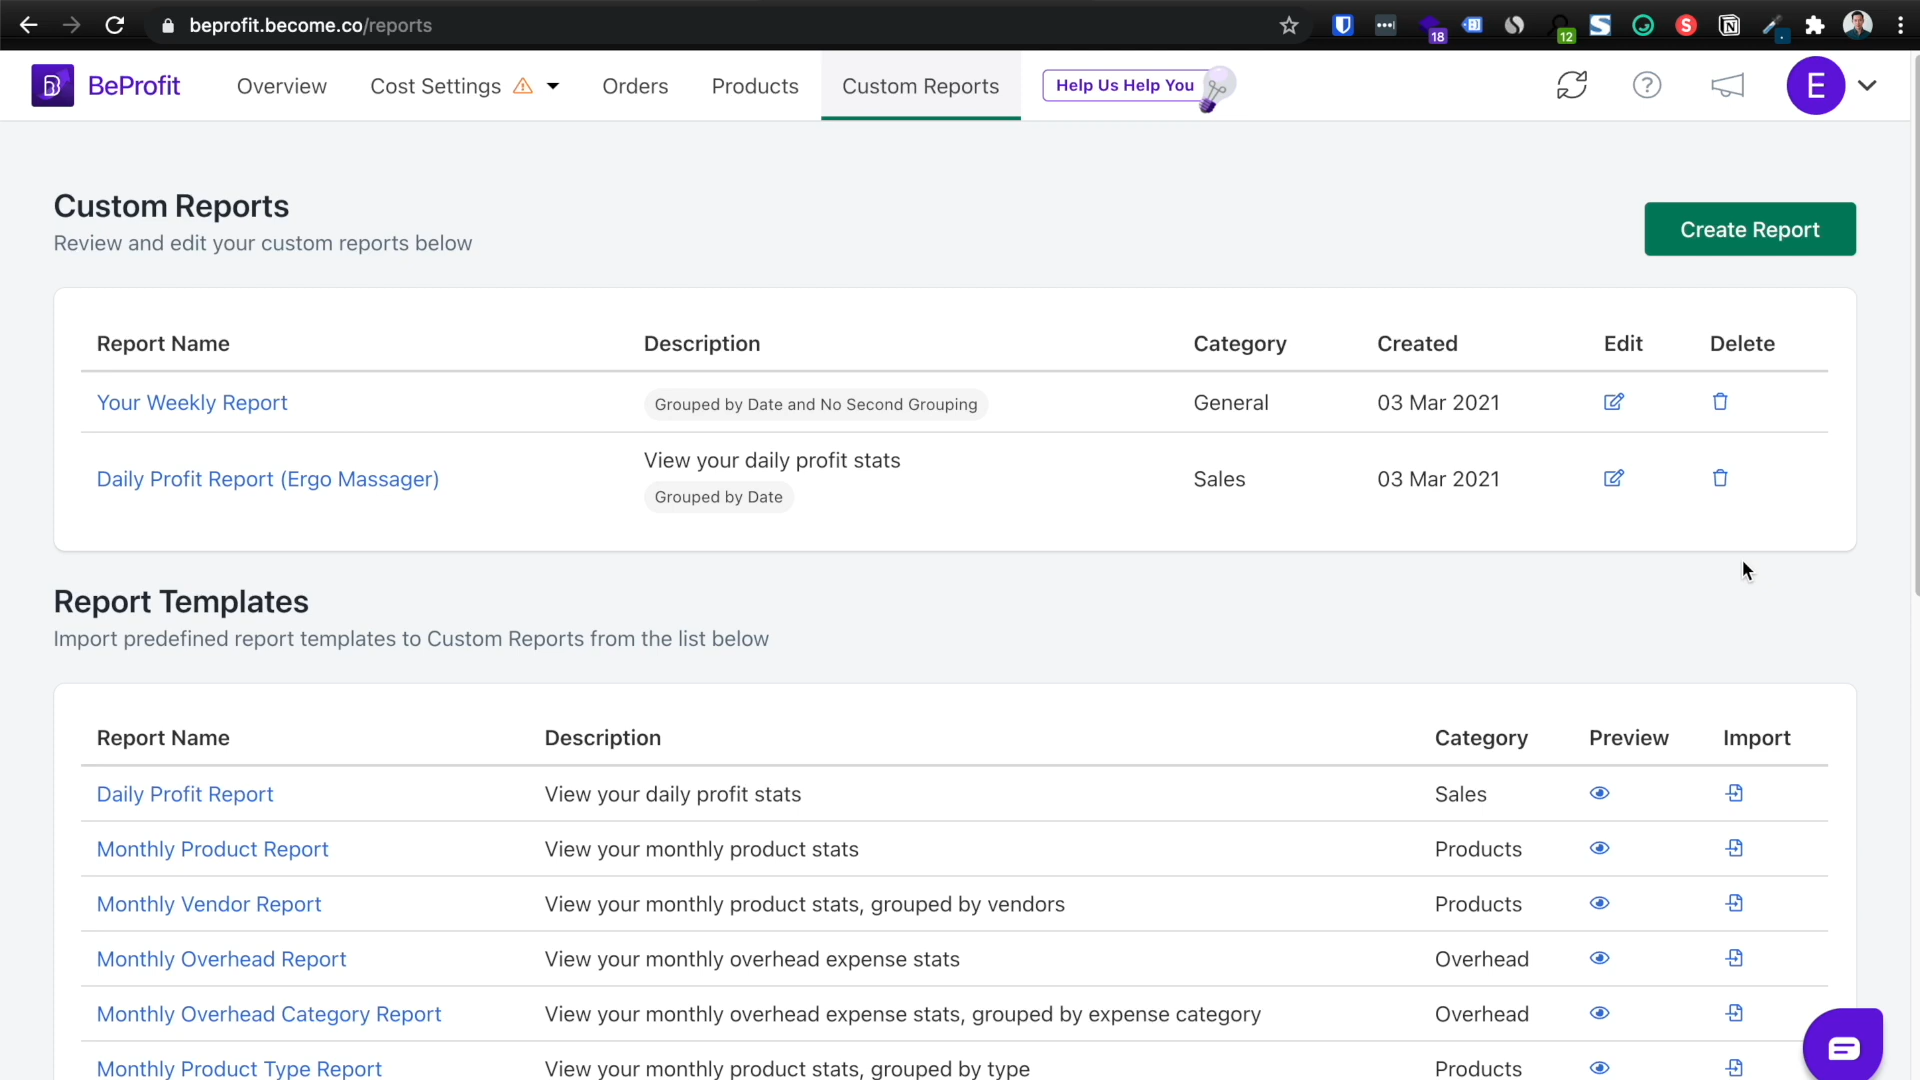 beprofit.become.co/reports
18
12
BeProfit
Overview
Cost Settings
Orders
Products
Custom Reports
Help Us Help You
E
Custom Reports
Review and edit your custom reports below
Create Report
Report Name Description Category Created Edit Delete
Your Weekly Report Grouped by Date and No Second Grouping General 03 Mar 2021
Daily Profit Report (Ergo Massager) View your daily profit stats Sales 03 Mar 2021
Grouped by Date
Report Templates
Import predefined report templates to Custom Reports from the list below
Report Name Description Category Preview Import
Daily Profit Report View your daily profit stats Sales
Monthly Product Report View your monthly product stats Products
Monthly Vendor Report View your monthly product stats, grouped by vendors Products
Monthly Overhead Report View your monthly overhead expense stats Overhead
Monthly Overhead Category Report View your monthly overhead expense stats, grouped by expense category Overhead
Monthly Product Type Report View your monthly product stats, grouped by type Products